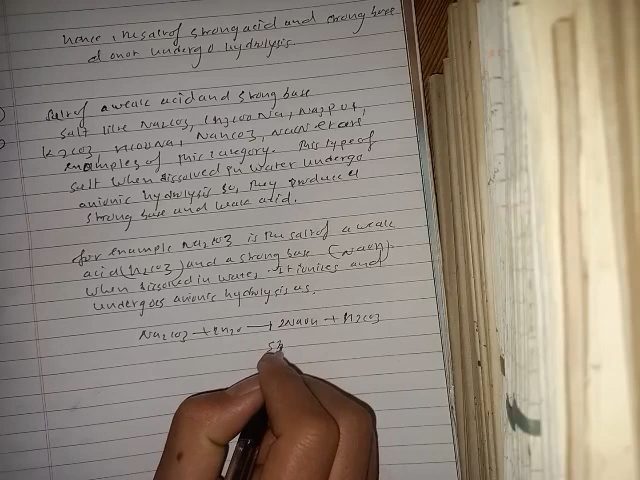 hence, the salt of strong acid and strong base
donot undergo hydrolysis.
Salt of a weak acid and strong base
salt like Na2CO3, CH3COONa, Na3PO4,
K2CO3, HCOONa, NaHCO3, NaCN etc are
examples of this category. This type of
salt when dissolved in water undergo
anionic hydrolysis so, they produce
strong base and weak acid.
for example Na2CO3 is the salt of a weak
acid (H2CO3) and a strong base (NaOH).
when dissolved in water, it ionises and
undergoes anionic hydrolysis as.
Na2CO3 + 2H2O → 2NaOH + H2CO3